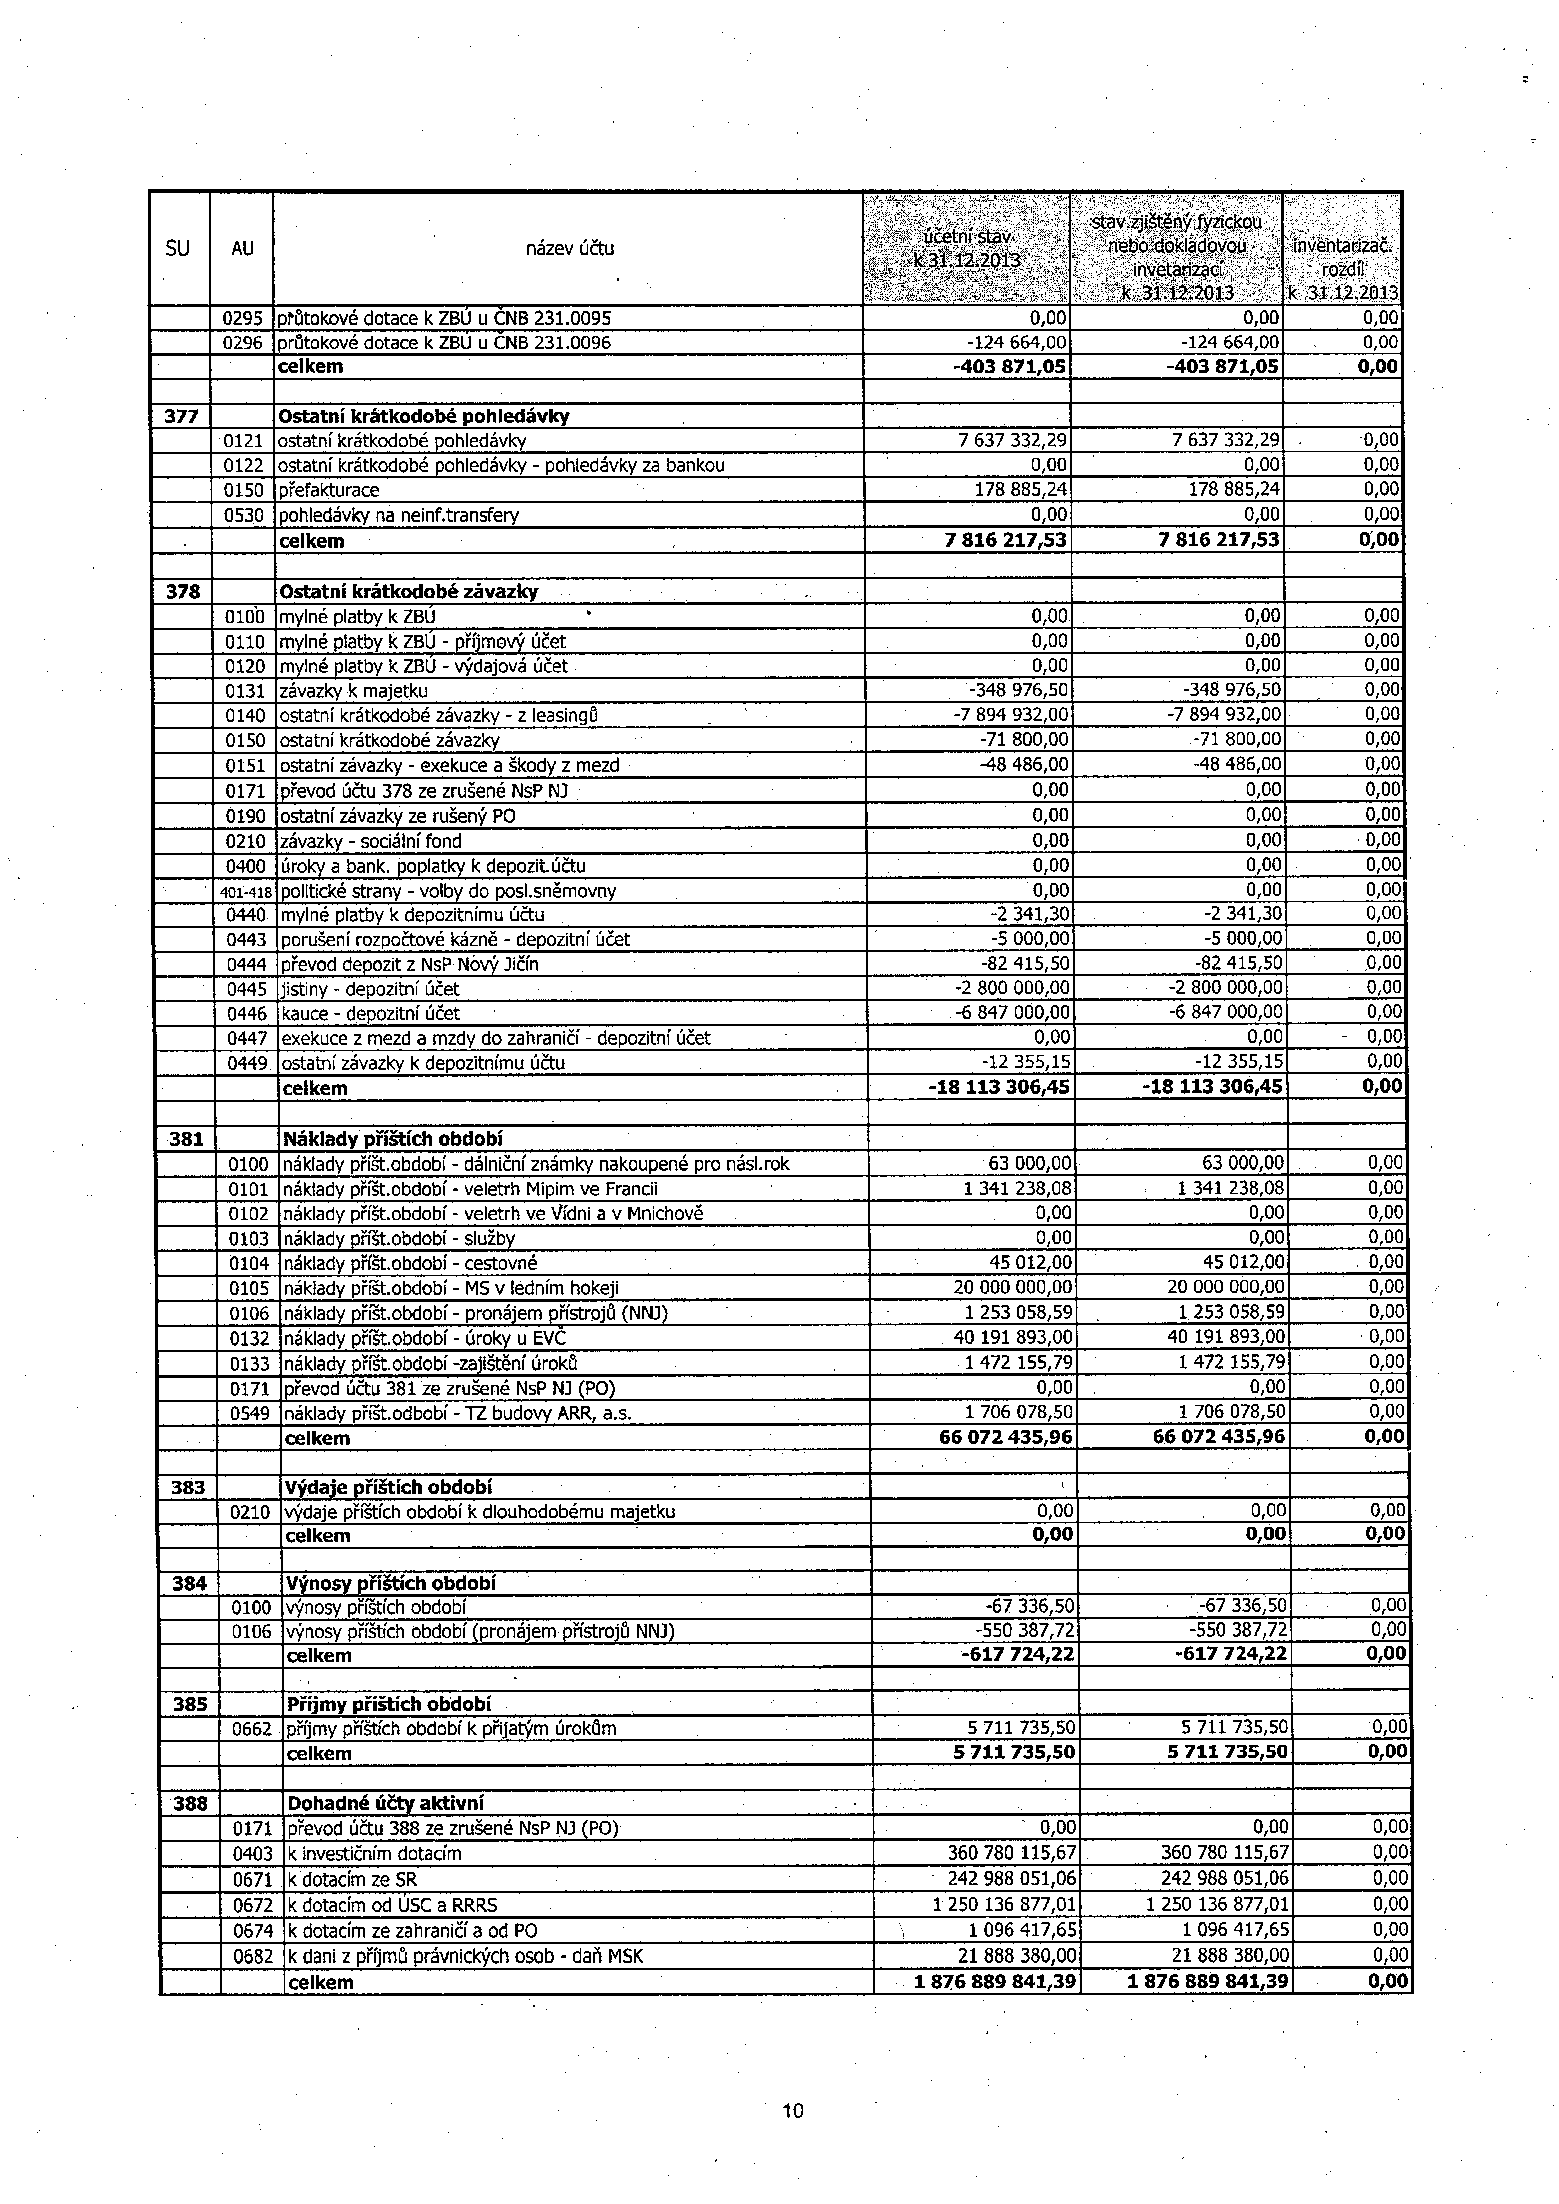 SU AU název účtu účetní stav k 31.12.2013 stav zjištěný fyzickou nebo dokladovou invetarizací k 31.12.2013 inventarizač. rozdíl k 31.12.2013
0295 průtokové dotace k ZBÚ u ČNB 231.0095 0,00 0,00 0,00
0296 průtokové dotace k ZBÚ u ČNB 231.0096 -124 664,00 -124 664,00 0,00
celkem -403 871,05 -403 871,05 0,00
377 Ostatní krátkodobé pohledávky
0121 ostatní krátkodobé pohledávky 7 637 332,29 7 637 332,29 0,00
0122 ostatní krátkodobé pohledávky - pohledávky za bankou 0,00 0,00 0,00
0150 přefakturace 178 885,24 178 885,24 0,00
0530 pohledávky na neinf.transfery 0,00 0,00 0,00
celkem 7 816 217,53 7 816 217,53 0,00
378 Ostatní krátkodobé závazky
0100 mylné platby k ZBÚ 0,00 0,00 0,00
0110 mylné platby k ZBÚ - příjmový účet 0,00 0,00 0,00
0120 mylné platby k ZBÚ - výdajová účet 0,00 0,00 0,00
0131 závazky k majetku -348 976,50 -348 976,50 0,00
0140 ostatní krátkodobé závazky - z leasingů -7 894 932,00 -7 894 932,00 0,00
0150 ostatní krátkodobé závazky -71 800,00 -71 800,00 0,00
0151 ostatní závazky - exekuce a škody z mezd -48 486,00 -48 486,00 0,00
0171 převod účtu 378 ze zrušené NsP NJ 0,00 0,00 0,00
0190 ostatní závazky ze rušený PO 0,00 0,00 0,00
0210 závazky - sociální fond 0,00 0,00 0,00
0400 úroky a bank. poplatky k depozit.účtu 0,00 0,00 0,00
401-418 politické strany - volby do posl.sněmovny 0,00 0,00 0,00
0440 mylné platby k depozitnímu účtu -2 341,30 -2 341,30 0,00
0443 porušení rozpočtové kázně - depozitní účet -5 000,00 -5 000,00 0,00
0444 převod depozit z NsP Nový Jičín -82 415,50 -82 415,50 0,00
0445 jistiny - depozitní účet -2 800 000,00 -2 800 000,00 0,00
0446 kauce - depozitní účet -6 847 000,00 -6 847 000,00 0,00
0447 exekuce z mezd a mzdy do zahraničí - depozitní účet 0,00 0,00 0,00
0449 ostatní závazky k depozitnímu účtu -12 355,15 -12 355,15 0,00
celkem -18 113 306,45 -18 113 306,45 0,00
381 Náklady příštích období
0100 náklady příšt.období - dálniční známky nakoupené pro násl.rok 63 000,00 63 000,00 0,00
0101 náklady příšt.období - veletrh Mipim ve Francii 1 341 238,08 1 341 238,08 0,00
0102 náklady příšt.období - veletrh ve Vídni a v Mnichově 0,00 0,00 0,00
0103 náklady příšt.období - služby 0,00 0,00 0,00
0104 náklady příšt.období - cestovné 45 012,00 45 012,00 0,00
0105 náklady příšt.období - MS v ledním hokeji 20 000 000,00 20 000 000,00 0,00
0106 náklady příšt.období - pronájem přístrojů (NNJ) 1 253 058,59 1 253 058,59 0,00
0132 náklady příšt.období - úroky u EVČ 40 191 893,00 40 191 893,00 0,00
0133 náklady příšt.období -zajištění úroků 1 472 155,79 1 472 155,79 0,00
0171 převod účtu 381 ze zrušené NsP NJ (PO) 0,00 0,00 0,00
0549 náklady příšt.odbobí - TZ budovy ARR, a.s. 1 706 078,50 1 706 078,50 0,00
celkem 66 072 435,96 66 072 435,96 0,00
383 Výdaje příštích období
0210 výdaje příštích období k dlouhodobému majetku 0,00 0,00 0,00
celkem 0,00 0,00 0,00
384 Výnosy příštích období
0100 výnosy příštích období -67 336,50 -67 336,50 0,00
0106 výnosy příštích období (pronájem přístrojů NNJ) -550 387,72 -550 387,72 0,00
celkem -617 724,22 -617 724,22 0,00
385 Příjmy příštích období
0662 příjmy příštích období k přijatým úrokům 5 711 735,50 5 711 735,50 0,00
celkem 5 711 735,50 5 711 735,50 0,00
388 Dohadné účty aktivní
0171 převod účtu 388 ze zrušené NsP NJ (PO) 0,00 0,00 0,00
0403 k investičním dotacím 360 780 115,67 360 780 115,67 0,00
0671 k dotacím ze SR 242 988 051,06 242 988 051,06 0,00
0672 k dotacím od ÚSC a RRRS 1 250 136 877,01 1 250 136 877,01 0,00
0674 k dotacím ze zahraničí a od PO 1 096 417,65 1 096 417,65 0,00
0682 k dani z příjmů právnických osob - daň MSK 21 888 380,00 21 888 380,00 0,00
celkem 1 876 889 841,39 1 876 889 841,39 0,00
10